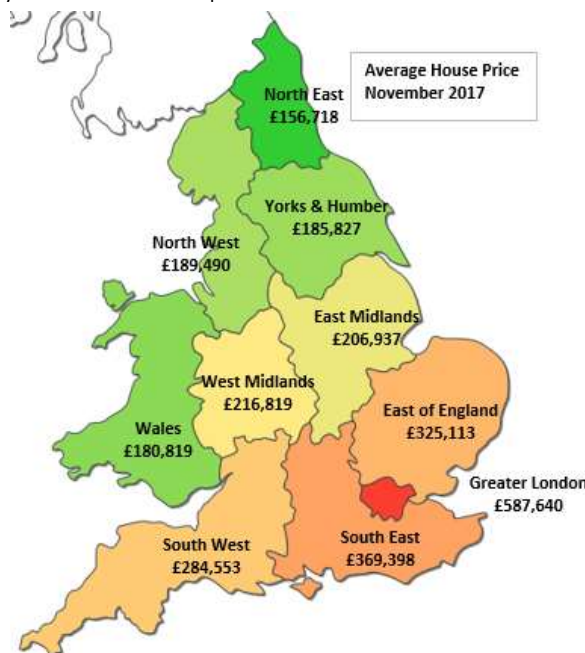 Average House Price
November 2017
North East
£156,718
Yorks & Humber
£185,827
North West
£189,490
East Midlands
£206,937
West Midlands
£216,819
East of England
£325,113
Wales
£180,819
Greater London
£587,640
South East
£369,398
South West
£284,553